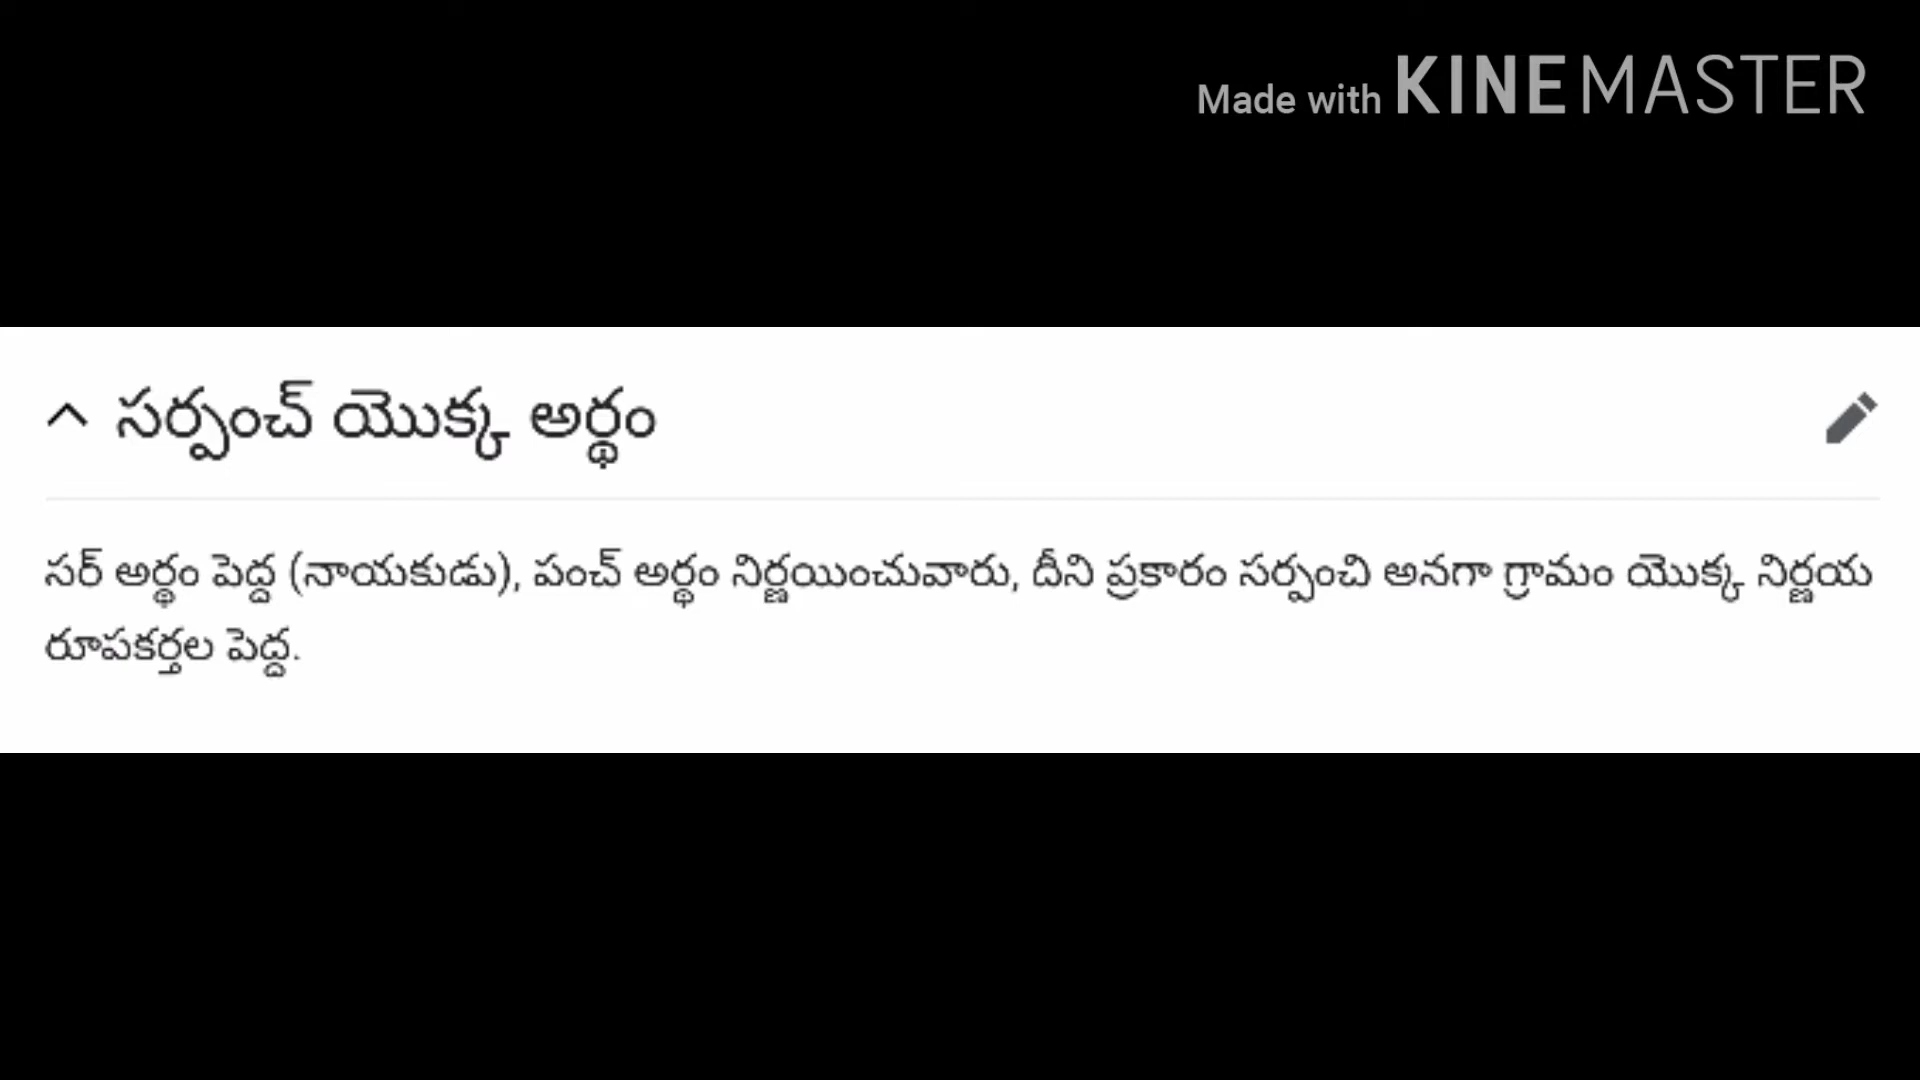 Made with KINEMASTER
సర్పంచ్ యొక్క అర్థం
సర్ అర్థం పెద్ద (నాయకుడు), పంచ్ అర్థం నిర్ణయించువారు, దీని ప్రకారం సర్పంచి అనగా గ్రామం యొక్క నిర్ణయ
రూపకర్తల పెద్ద.